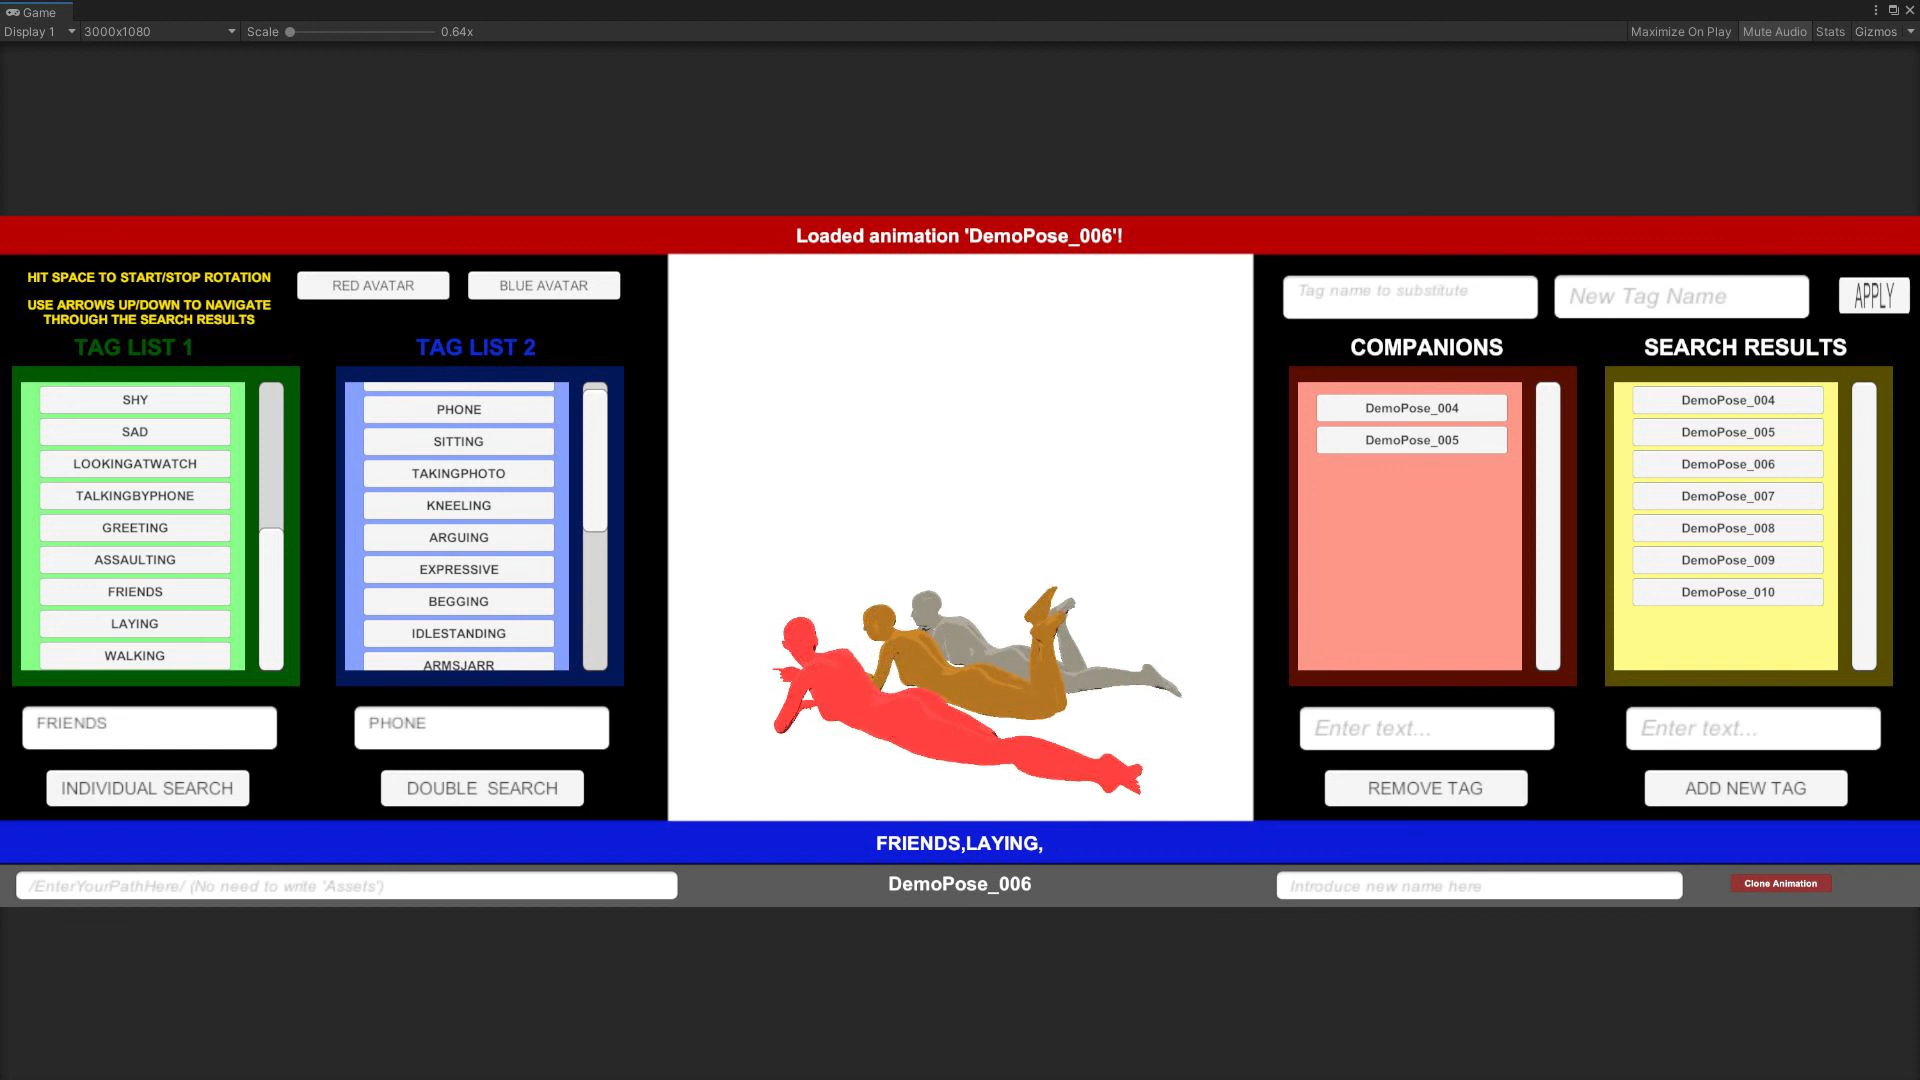 Game
Display 1
3000x1080
Scale
0.64x
Maximize On Play
Mute Audio
Stats
Gizmos
Loaded animation 'DemoPose_006'!
HIT SPACE TO START/STOP ROTATION
USE ARROWS UP/DOWN TO NAVIGATE
THROUGH THE SEARCH RESULTS
RED AVATAR
BLUE AVATAR
TAG LIST 1
SHY
SAD
LOOKINGATWATCH
TALKINGBYPHONE
GREETING
ASSAULTING
FRIENDS
LAYING
WALKING
FRIENDS
INDIVIDUAL SEARCH
TAG LIST 2
PHONE
SITTING
TAKINGPHOTO
KNEELING
ARGUING
EXPRESSIVE
BEGGING
IDLESTANDING
ARMSJARR
PHONE
DOUBLE SEARCH
Tag name to substitute
New Tag Name
APPLY
COMPANIONS
DemoPose_004
DemoPose_005
Enter text...
REMOVE TAG
SEARCH RESULTS
DemoPose_004
DemoPose_005
DemoPose_006
DemoPose_007
DemoPose_008
DemoPose_009
DemoPose_010
Enter text...
ADD NEW TAG
FRIENDS,LAYING,
/EnterYourPathHere/ (No need to write 'Assets')
DemoPose_006
Introduce new name here
Clone Animation